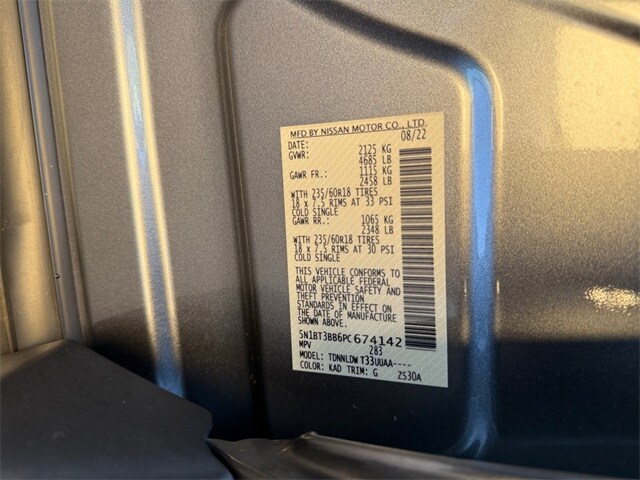 MFD BY NISSAN MOTOR CO., LTD.
DATE: 08/22
GVWR: 2125 KG
4685 LB
GAWR FR.: 1115 KG
2458 LB
WITH 235/60R18 TIRES
18 x 7.5 RIMS AT 33 PSI
COLD SINGLE
GAWR RR.: 1065 KG
2348 LB
WITH 235/60R18 TIRES
18 x 7.5 RIMS AT 30 PSI
COLD SINGLE
THIS VEHICLE CONFORMS TO
ALL APPLICABLE FEDERAL
MOTOR VEHICLE SAFETY AND
THEFT PREVENTION
STANDARDS IN EFFECT ON
THE DATE OF MANUFACTURE
SHOWN ABOVE.
5N1BT3BB6PC674142
MPV 283
MODEL: TDNNLDW T33UUAA----
COLOR: KAD TRIM: G ZS30A